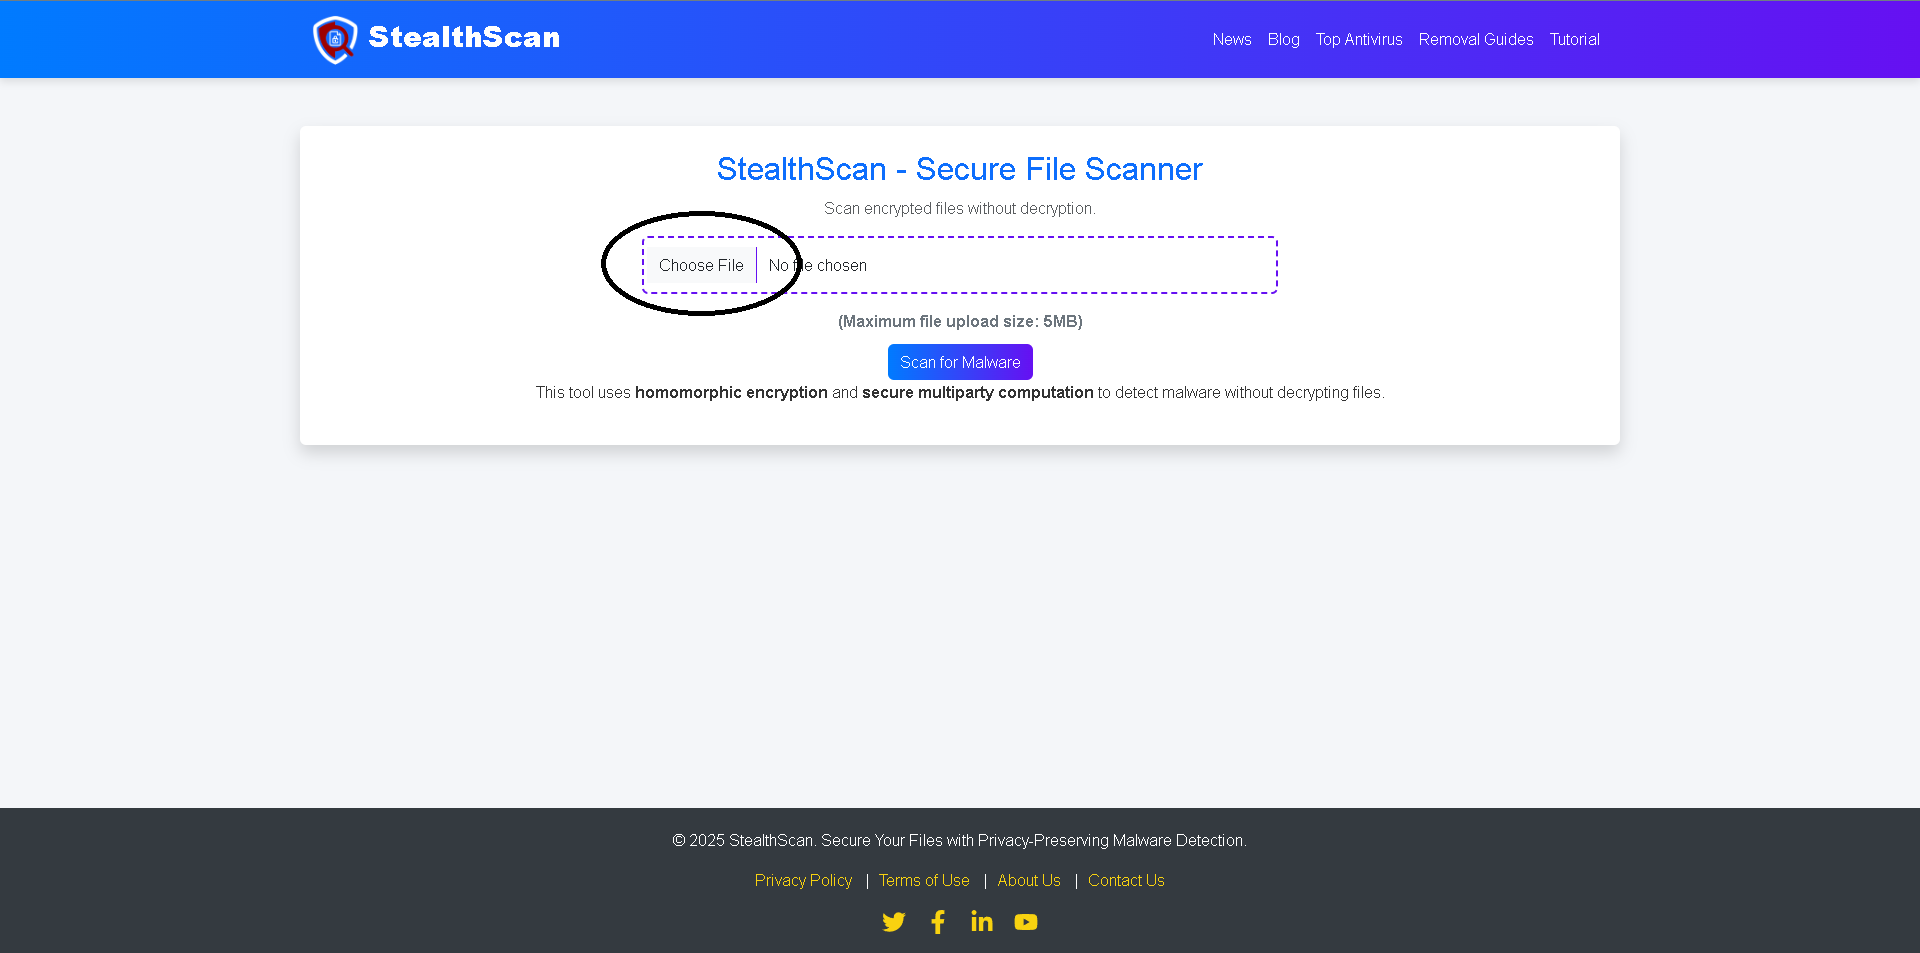 StealthScan
News Blog Top Antivirus Removal Guides Tutorial
StealthScan - Secure File Scanner
Scan encrypted files without decryption.
Choose File No file chosen
(Maximum file upload size: 5MB)
Scan for Malware
This tool uses homomorphic encryption and secure multiparty computation to detect malware without decrypting files.
© 2025 StealthScan. Secure Your Files with Privacy-Preserving Malware Detection.
Privacy Policy | Terms of Use | About Us | Contact Us